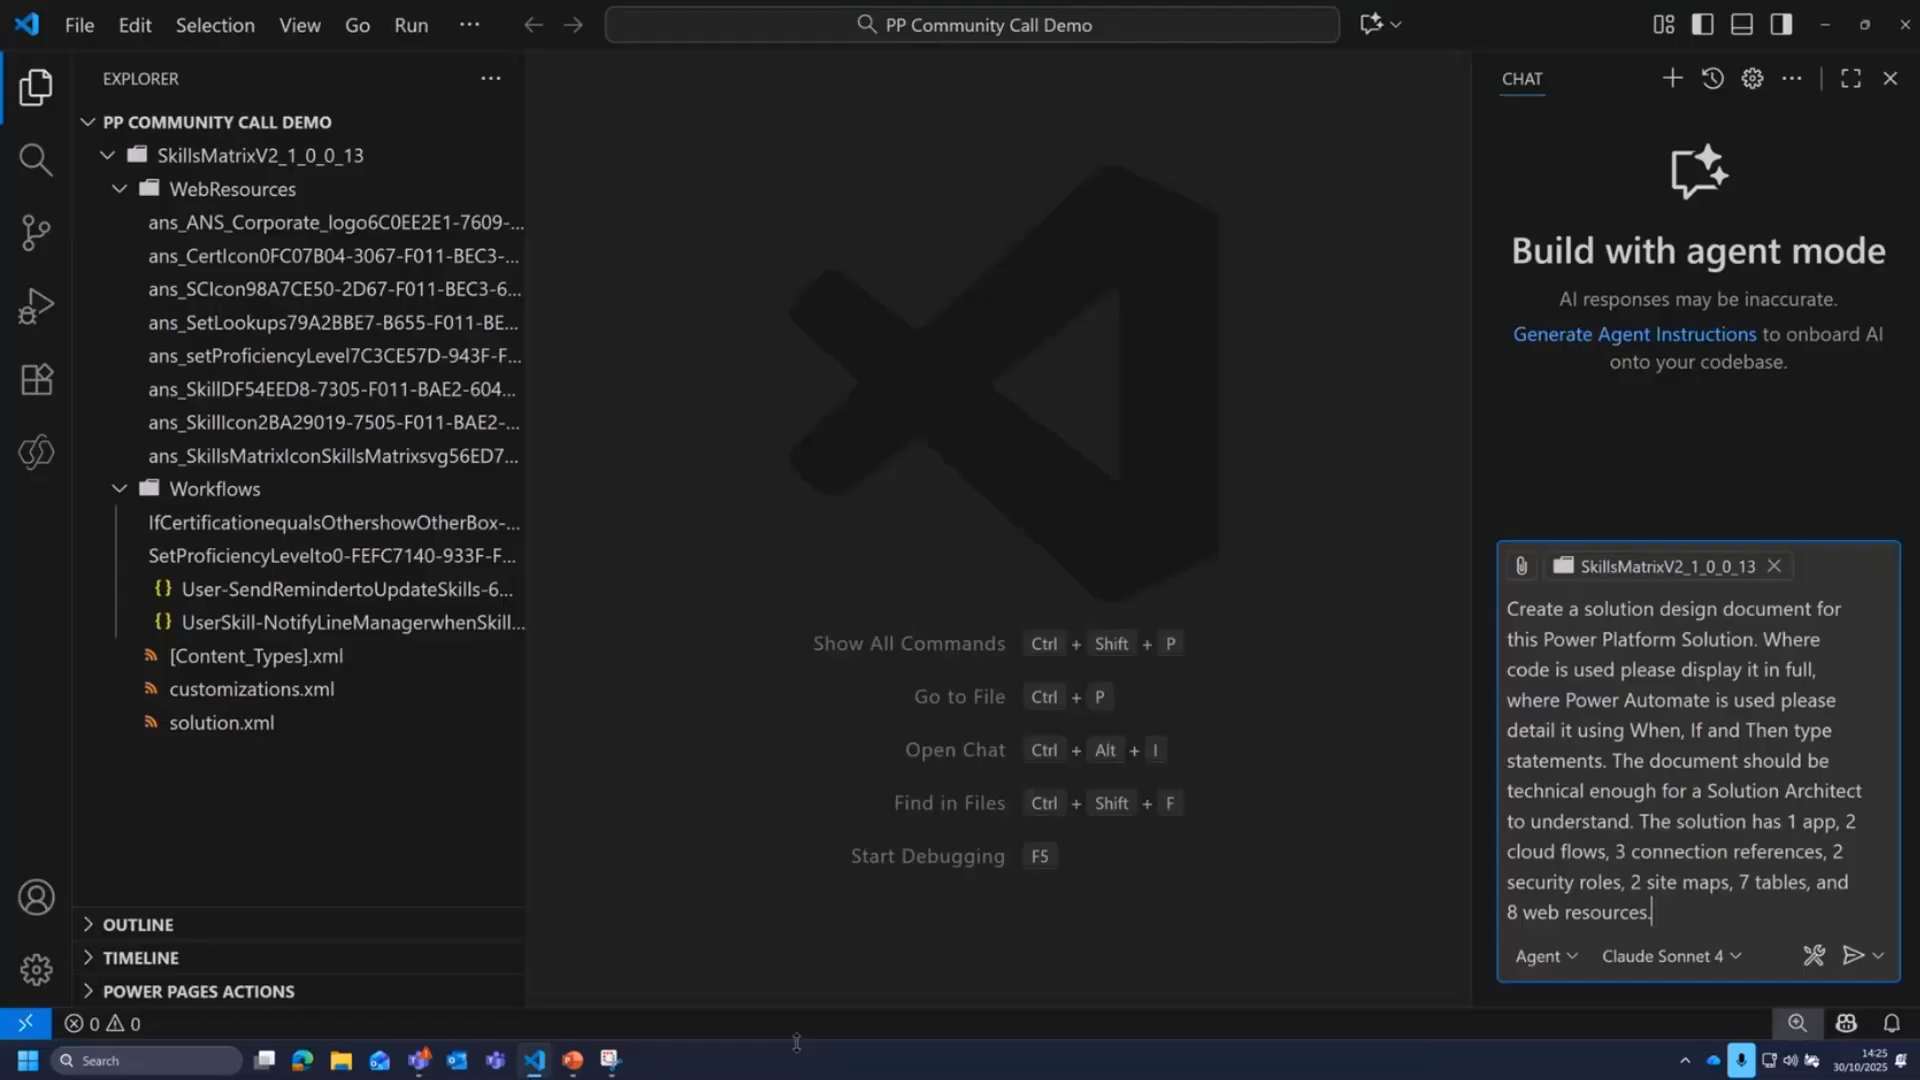 File Edit Selection View Go Run ···
PP Community Call Demo
EXPLORER
PP COMMUNITY CALL DEMO
SkillsMatrixV2_1_0_0_13
WebResources
ans_ANS_Corporate_logo6C0EE2E1-7609-...
ans_CertIcon0FC07B04-3067-F011-BEC3-...
ans_SCIcon98A7CE50-2D67-F011-BEC3-6...
ans_SetLookups79A2BBE7-B655-F011-BE...
ans_setProficiencyLevel7C3CE57D-943F-F...
ans_SkillDF54EED8-7305-F011-BAE2-604...
ans_SkillIcon2BA29019-7505-F011-BAE2-...
ans_SkillsMatrixIconSkillsMatrixsvg56ED7...
Workflows
IfCertificationequalsOthershowOtherBox-...
SetProficiencyLevelto0-FEFC7140-933F-F...
{} User-SendRemindertoUpdateSkills-6...
{} UserSkill-NotifyLineManagerwhenSkill...
[Content_Types].xml
customizations.xml
solution.xml
OUTLINE
TIMELINE
POWER PAGES ACTIONS
Show All Commands Ctrl + Shift + P
Go to File Ctrl + P
Open Chat Ctrl + Alt + I
Find in Files Ctrl + Shift + F
Start Debugging F5
CHAT
Build with agent mode
AI responses may be inaccurate.
Generate Agent Instructions to onboard AI
onto your codebase.
SkillsMatrixV2_1_0_0_13
Create a solution design document for
this Power Platform Solution. Where
code is used please display it in full,
where Power Automate is used please
detail it using When, If and Then type
statements. The document should be
technical enough for a Solution Architect
to understand. The solution has 1 app, 2
cloud flows, 3 connection references, 2
security roles, 2 site maps, 7 tables, and
8 web resources.
Agent Claude Sonnet 4
0 0
Search
14:25
30/10/2025